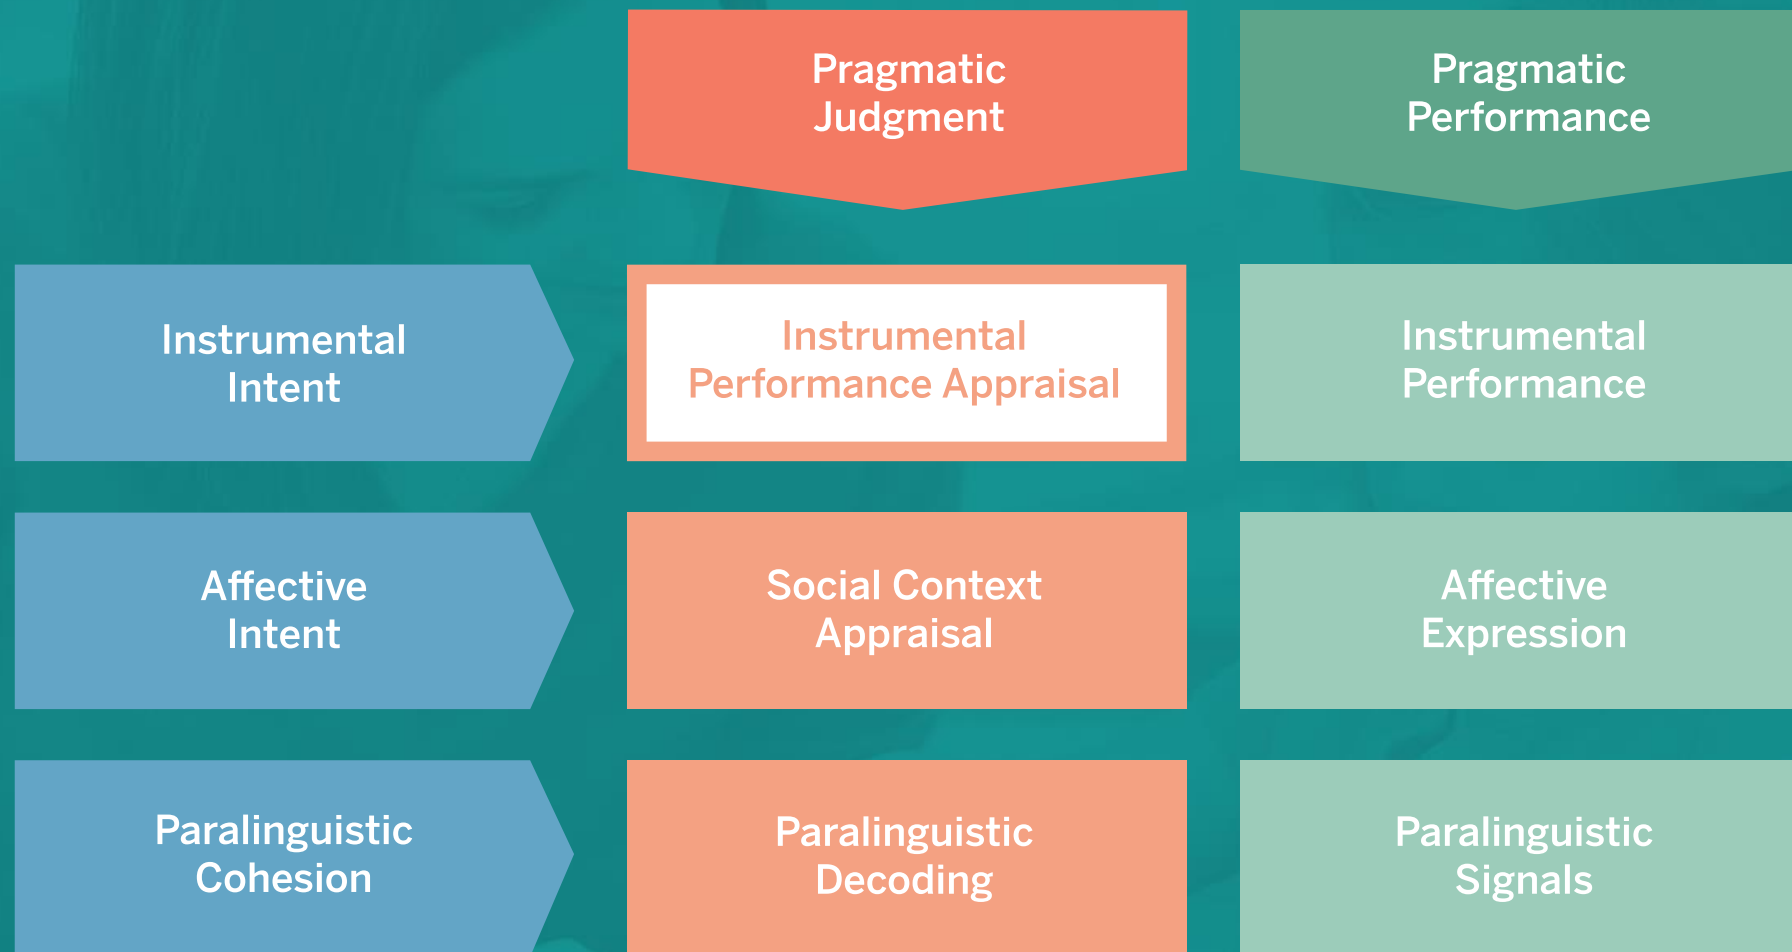 Pragmatic
Judgment
Pragmatic
Performance
Instrumental
Intent
Instrumental
Performance Appraisal
Instrumental
Performance
Affective
Intent
Social Context
Appraisal
Affective
Expression
Paralinguistic
Cohesion
Paralinguistic
Decoding
Paralinguistic
Signals